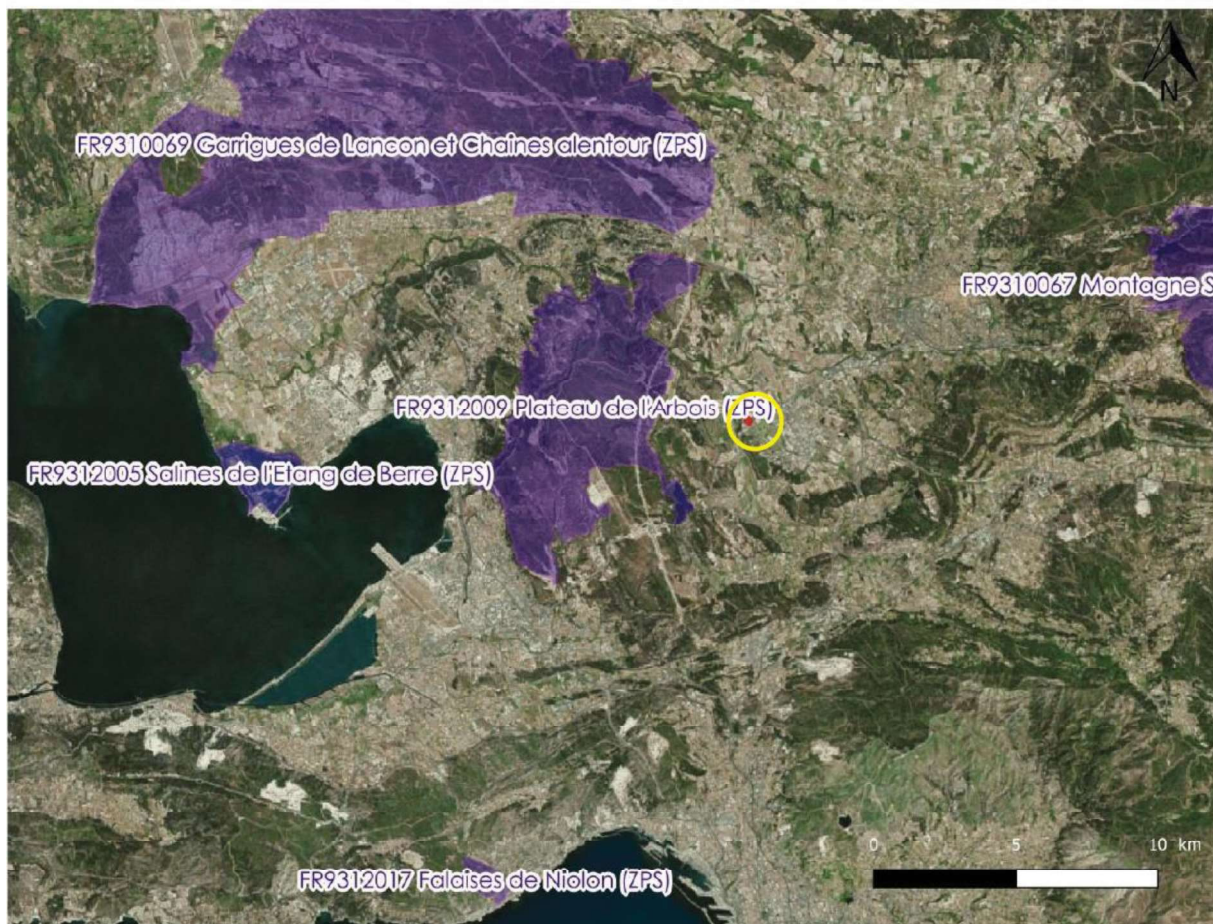 N
FR9310069 Garrigues de Lancon et Chaines alentour (ZPS)
FR9310067 Montagne S
FR9312009 Plateau de l'Arbois (ZPS)
FR9312005 Salines de l'Etang de Berre (ZPS)
0 5 10 km
FR9312017 Falaises de Niolon (ZPS)